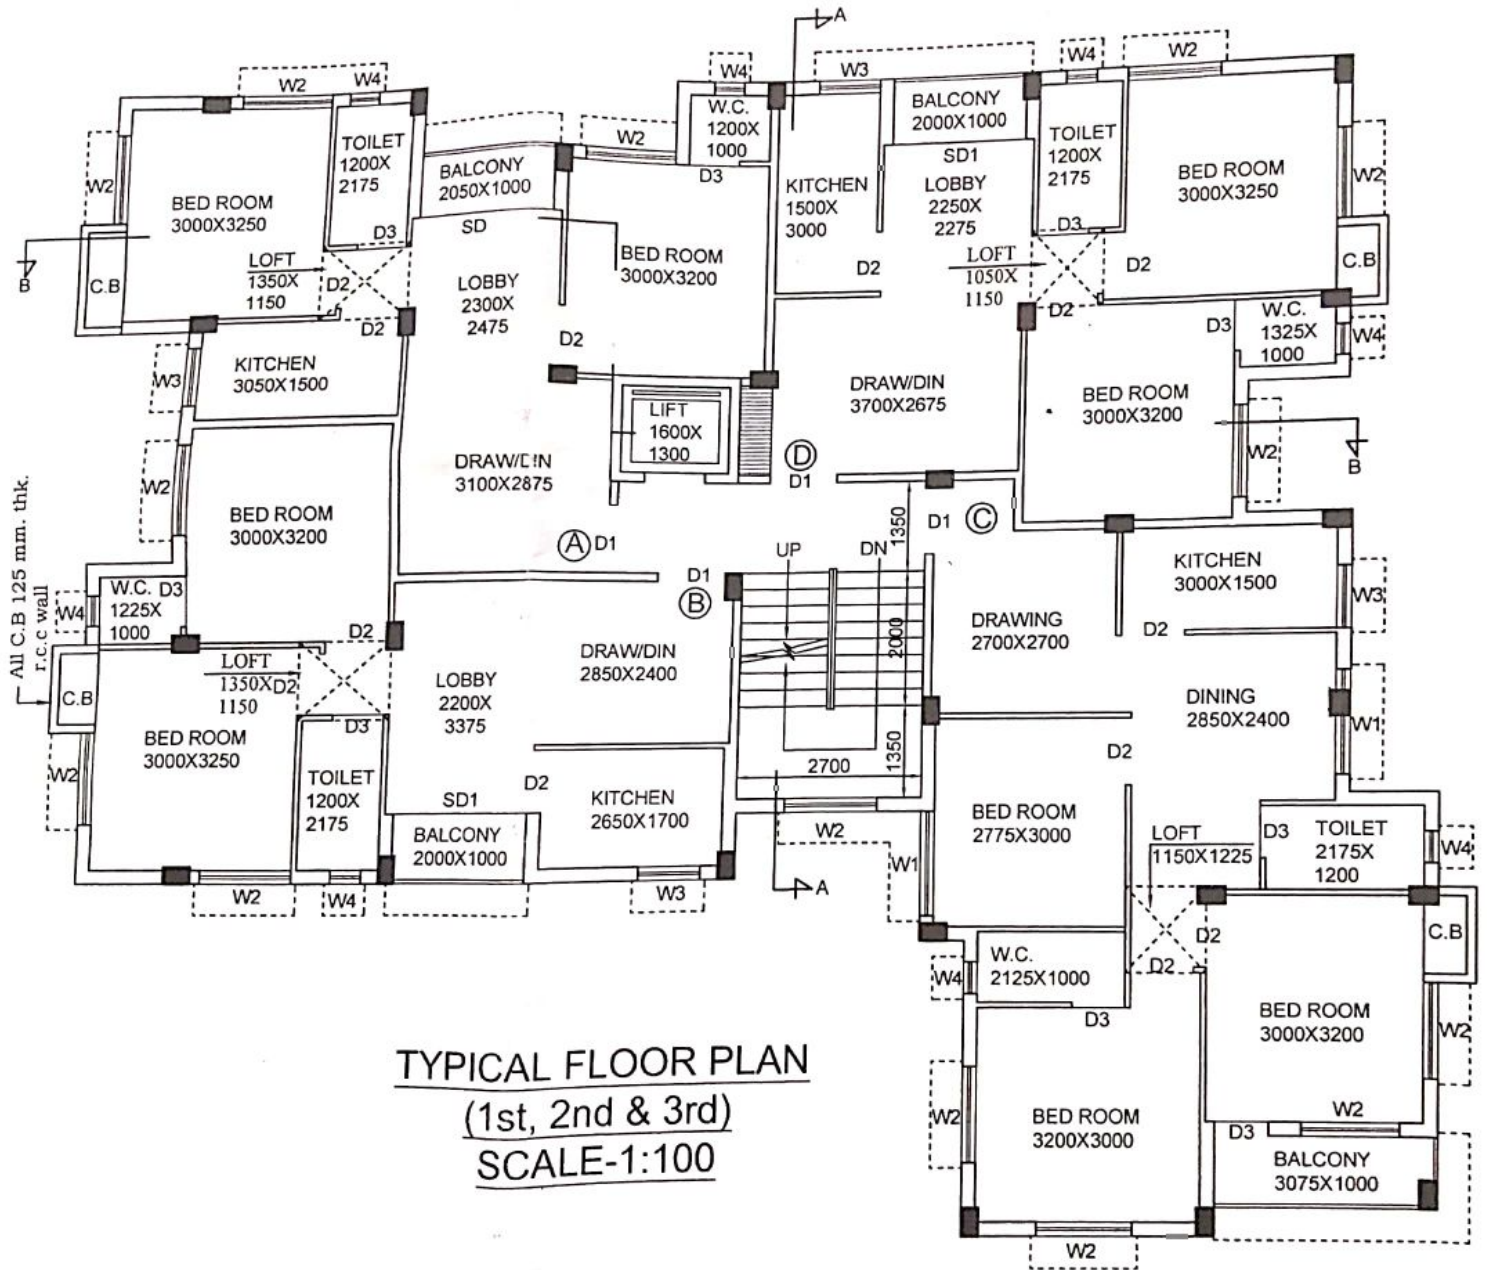 A
W2
W4
W4
W3
W4
W2
BED ROOM
3000X3250
TOILET
1200X
2175
W2
D3
C.B
LOFT
1350X
1150
D2
D2
B
BALCONY
2050X1000
SD
LOBBY
2300X
2475
W2
W.C.
1200X
1000
D3
BED ROOM
3000X3200
D2
KITCHEN
1500X
3000
D2
BALCONY
2000X1000
SD1
LOBBY
2250X
2275
TOILET
1200X
2175
D3
LOFT
1050X
1150
D2
D2
BED ROOM
3000X3250
W2
C.B
W.C.
1325X
1000
D3
W4
KITCHEN
3050X1500
W3
DRAW/DIN
3100X2875
LIFT
1600X
1300
DRAW/DIN
3700X2675
D
D1
BED ROOM
3000X3200
W2
B
W2
BED ROOM
3000X3200
A D1
D1
B
UP
DN
1350
D1 C
KITCHEN
3000X1500
W3
D2
All C.B 125 mm. thk.
r.c.c wall
W.C. D3
1225X
1000
W4
D2
C.B
LOFT
1350X D2
1150
D3
LOBBY
2200X
3375
DRAW/DIN
2850X2400
2000
DRAWING
2700X2700
DINING
2850X2400
W1
BED ROOM
3000X3250
W2
TOILET
1200X
2175
SD1
D2
BALCONY
2000X1000
KITCHEN
2650X1700
2700
1350
W2
W1
BED ROOM
2775X3000
D2
LOFT
1150X1225
D3
TOILET
2175X
1200
W4
W2
W4
W3
A
C.B
D2
D2
W.C.
2125X1000
W4
D3
BED ROOM
3000X3200
W2
W2
D3
BED ROOM
3200X3000
W2
BALCONY
3075X1000
W2
TYPICAL FLOOR PLAN
(1st, 2nd & 3rd)
SCALE-1:100